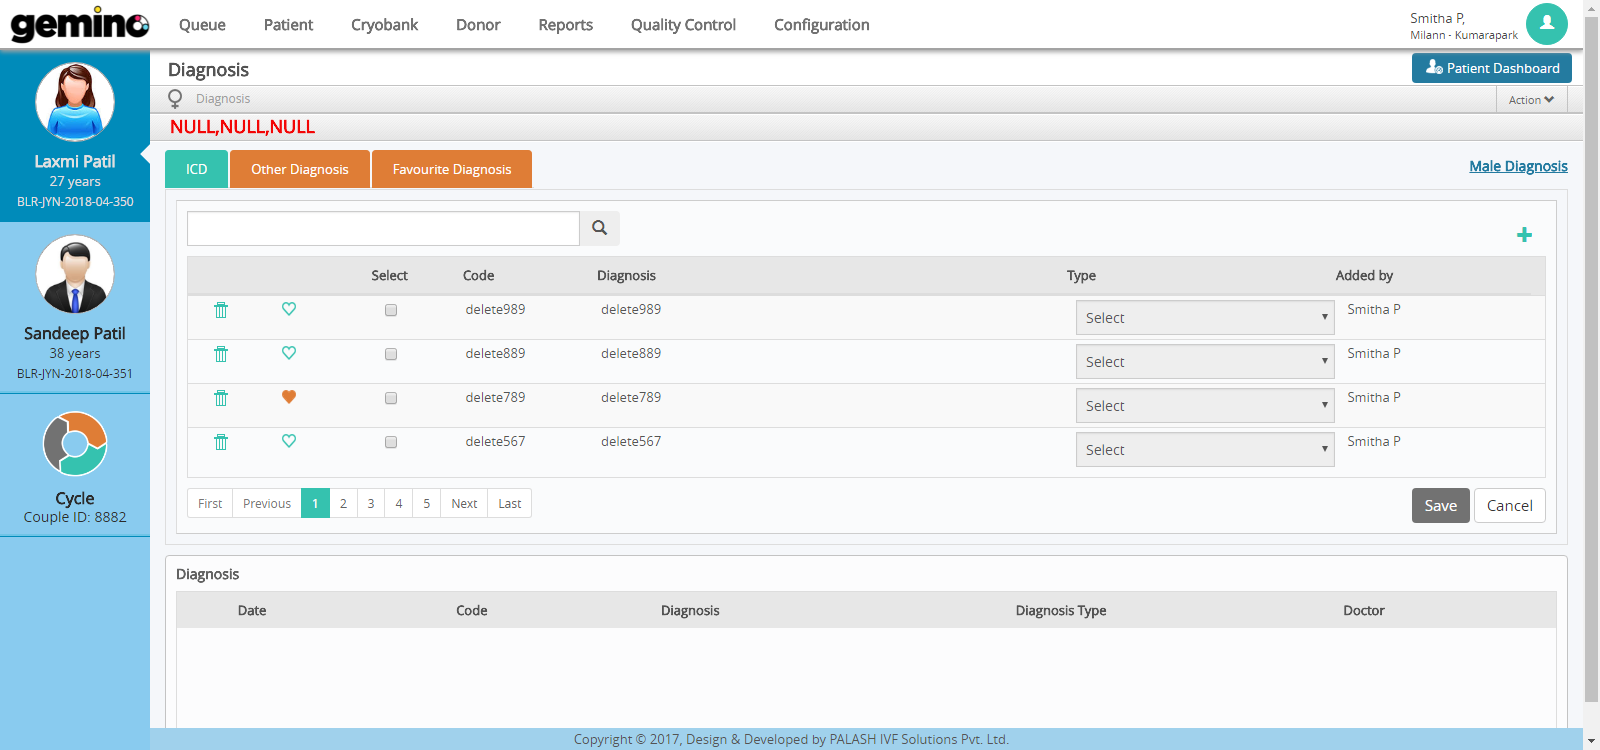 gemino
Queue Patient Cryobank Donor Reports Quality Control Configuration
Smitha P,
Milann - Kumarapark
Laxmi Patil
27 years
BLR-JYN-2018-04-350
Sandeep Patil
38 years
BLR-JYN-2018-04-351
Cycle
Couple ID: 8882
Diagnosis
Patient Dashboard
Diagnosis
Action
NULL,NULL,NULL
ICD Other Diagnosis Favourite Diagnosis
Male Diagnosis
Select Code Diagnosis Type Added by
delete989 delete989 Select Smitha P
delete889 delete889 Select Smitha P
delete789 delete789 Select Smitha P
delete567 delete567 Select Smitha P
First Previous 1 2 3 4 5 Next Last
Save Cancel
Diagnosis
Date Code Diagnosis Diagnosis Type Doctor
Copyright © 2017, Design & Developed by PALASH IVF Solutions Pvt. Ltd.